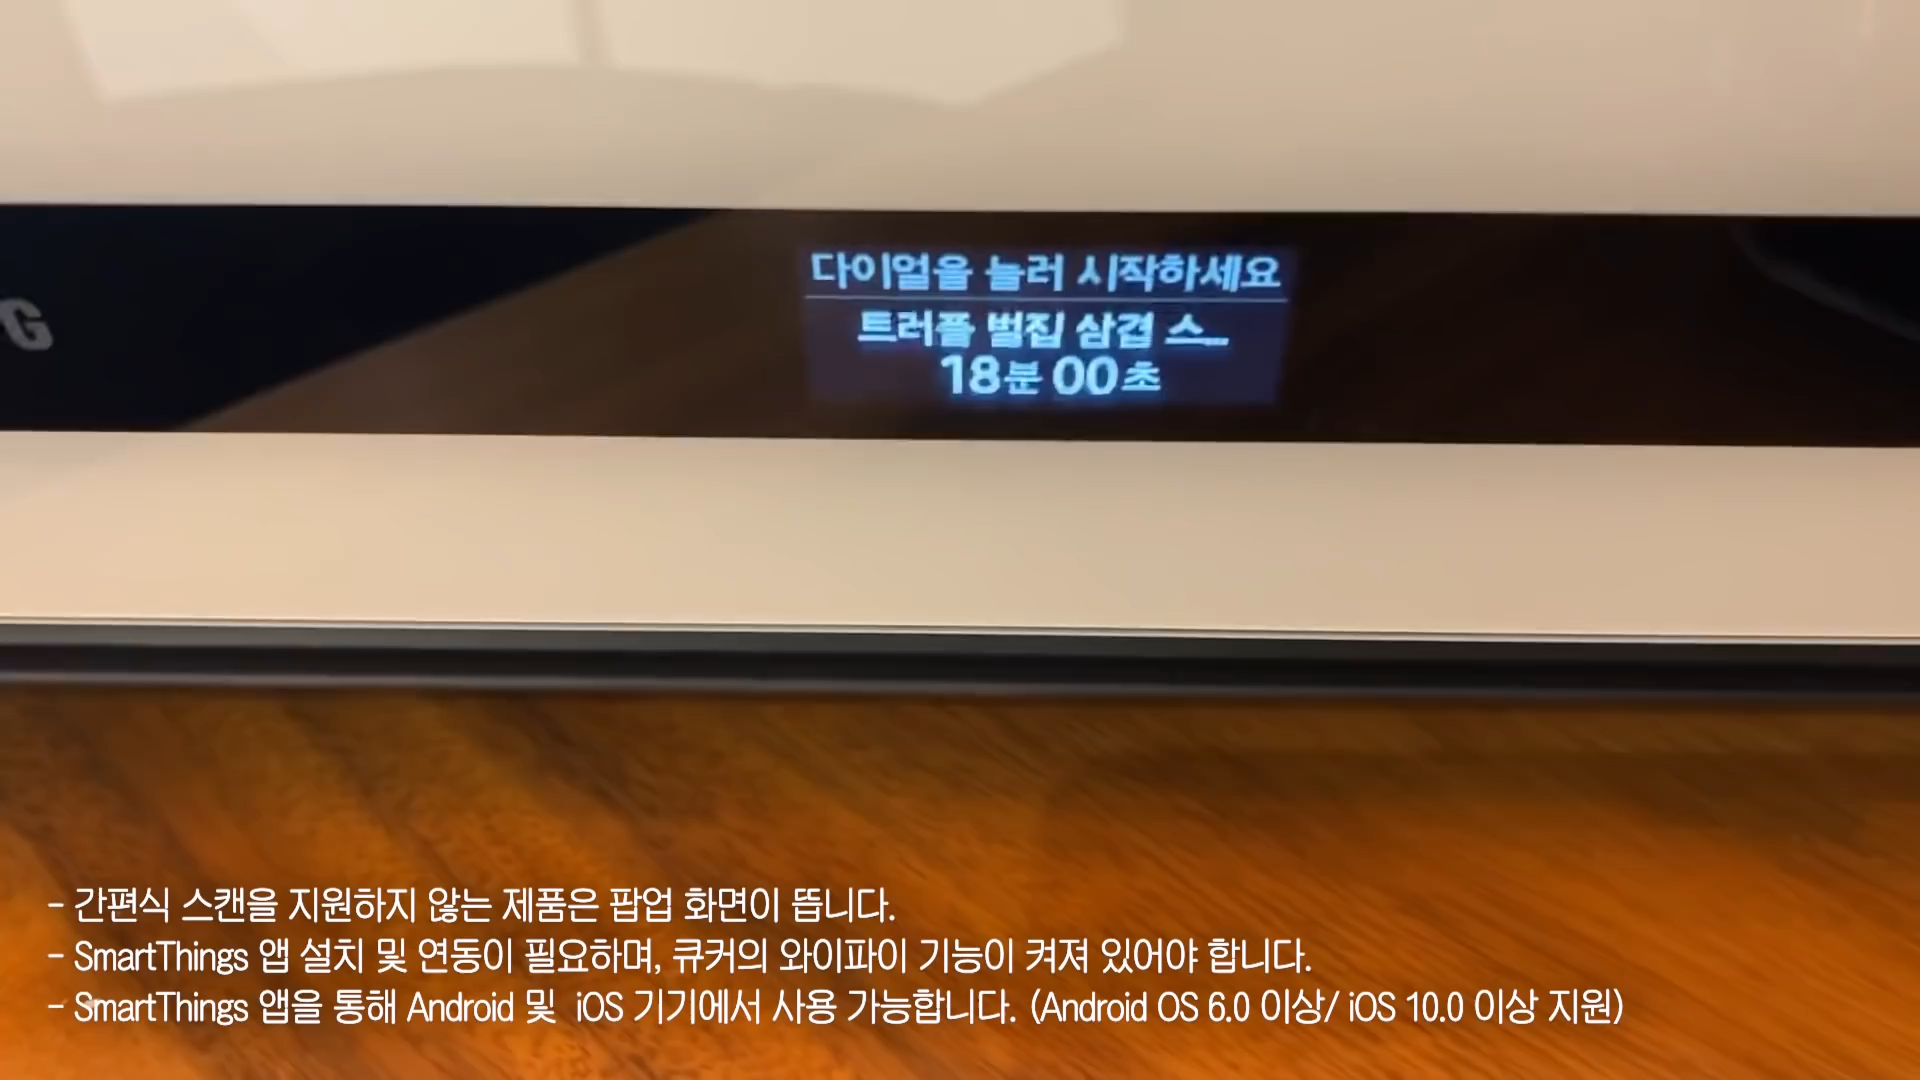 다이얼을 눌러 시작하세요
트러플 벌집 삼겹 스...
18분 00초
G
- 간편식 스캔을 지원하지 않는 제품은 팝업 화면이 뜹니다.
- SmartThings 앱 설치 및 연동이 필요하며, 큐커의 와이파이 기능이 켜져 있어야 합니다.
- SmartThings 앱을 통해 Android 및 iOS 기기에서 사용 가능합니다. (Android OS 6.0 이상/ iOS 10.0 이상 지원)